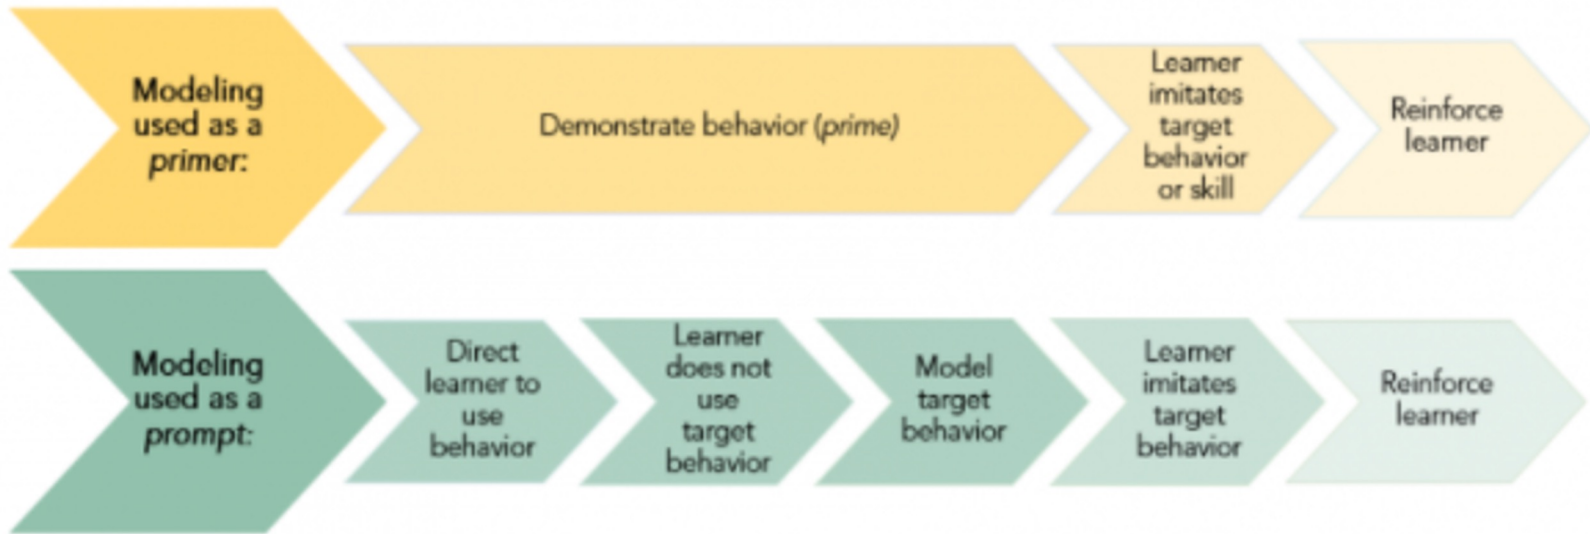 Modeling
used as a
primer:
Demonstrate behavior (prime)
Learner
imitates
target
behavior
or skill
Reinforce
learner
Modeling
used as a
prompt:
Direct
learner to
use
behavior
Learner
does not
use
target
behavior
Model
target
behavior
Learner
imitates
target
behavior
Reinforce
learner